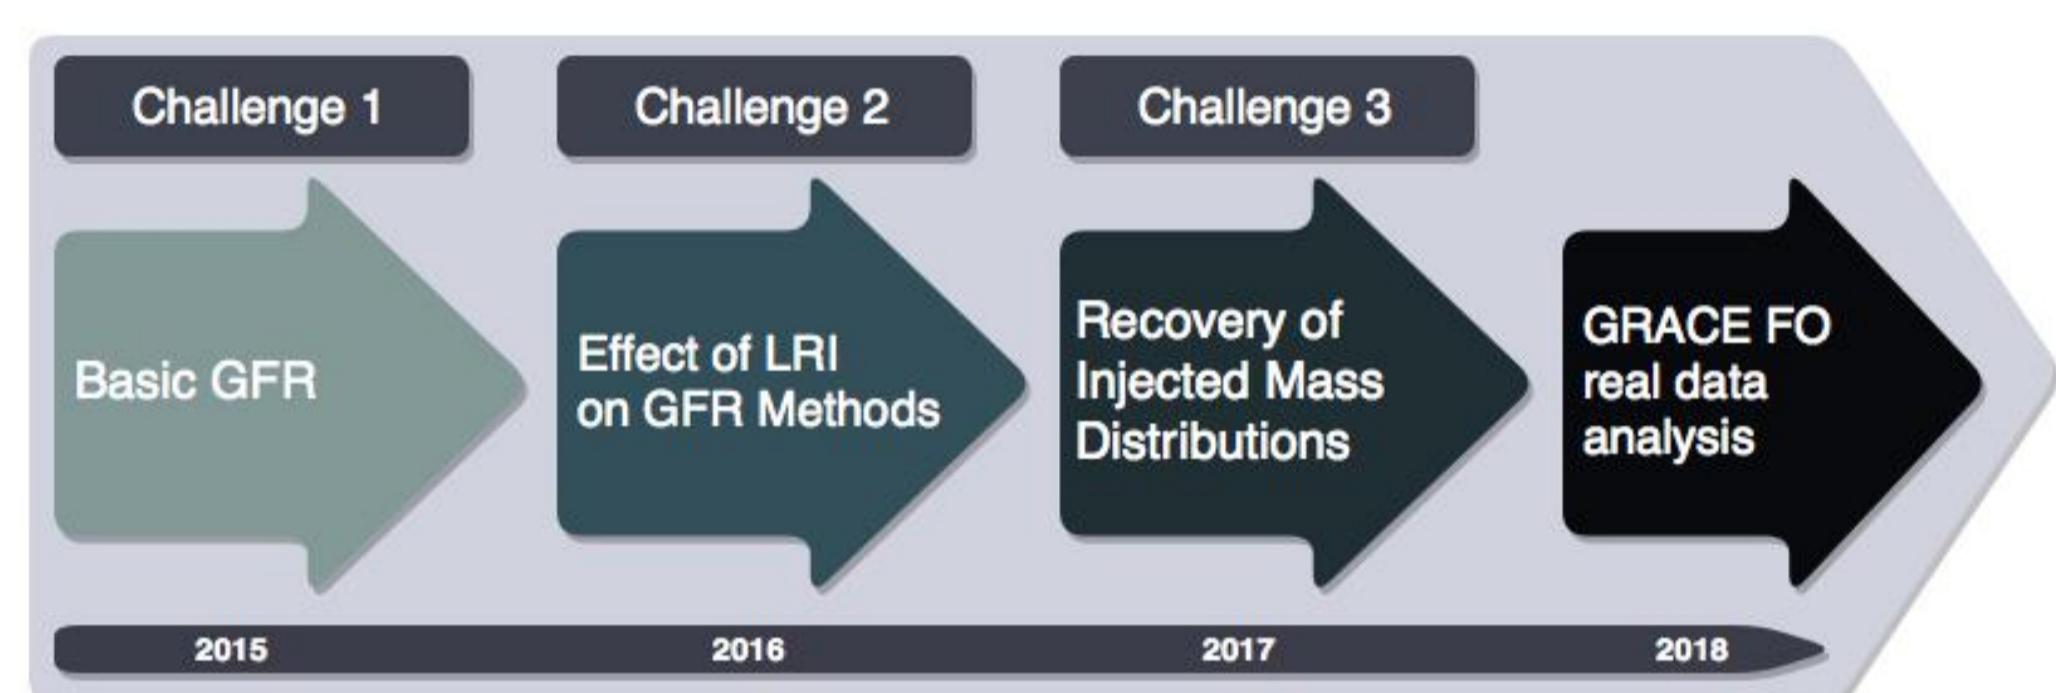 Challenge 1
Challenge 2
Challenge 3
Basic GFR
Effect of LRI
on GFR Methods
Recovery of
Injected Mass
Distributions
GRACE FO
real data
analysis
2015
2016
2017
2018